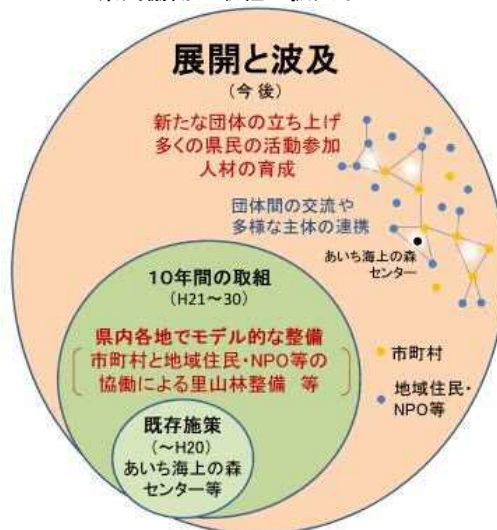 展開と波及
(今後)
新たな団体の立ち上げ
多くの県民の活動参加
人材の育成
団体間の交流や
多様な主体の連携
あいち海上の森
センター
10年間の取組
(H21～30)
県内各地でモデル的な整備
市町村と地域住民・NPO等の
協働による里山林整備 等
市町村
地域住民・
NPO等
既存施策
(～H20)
あいち海上の森
センター等